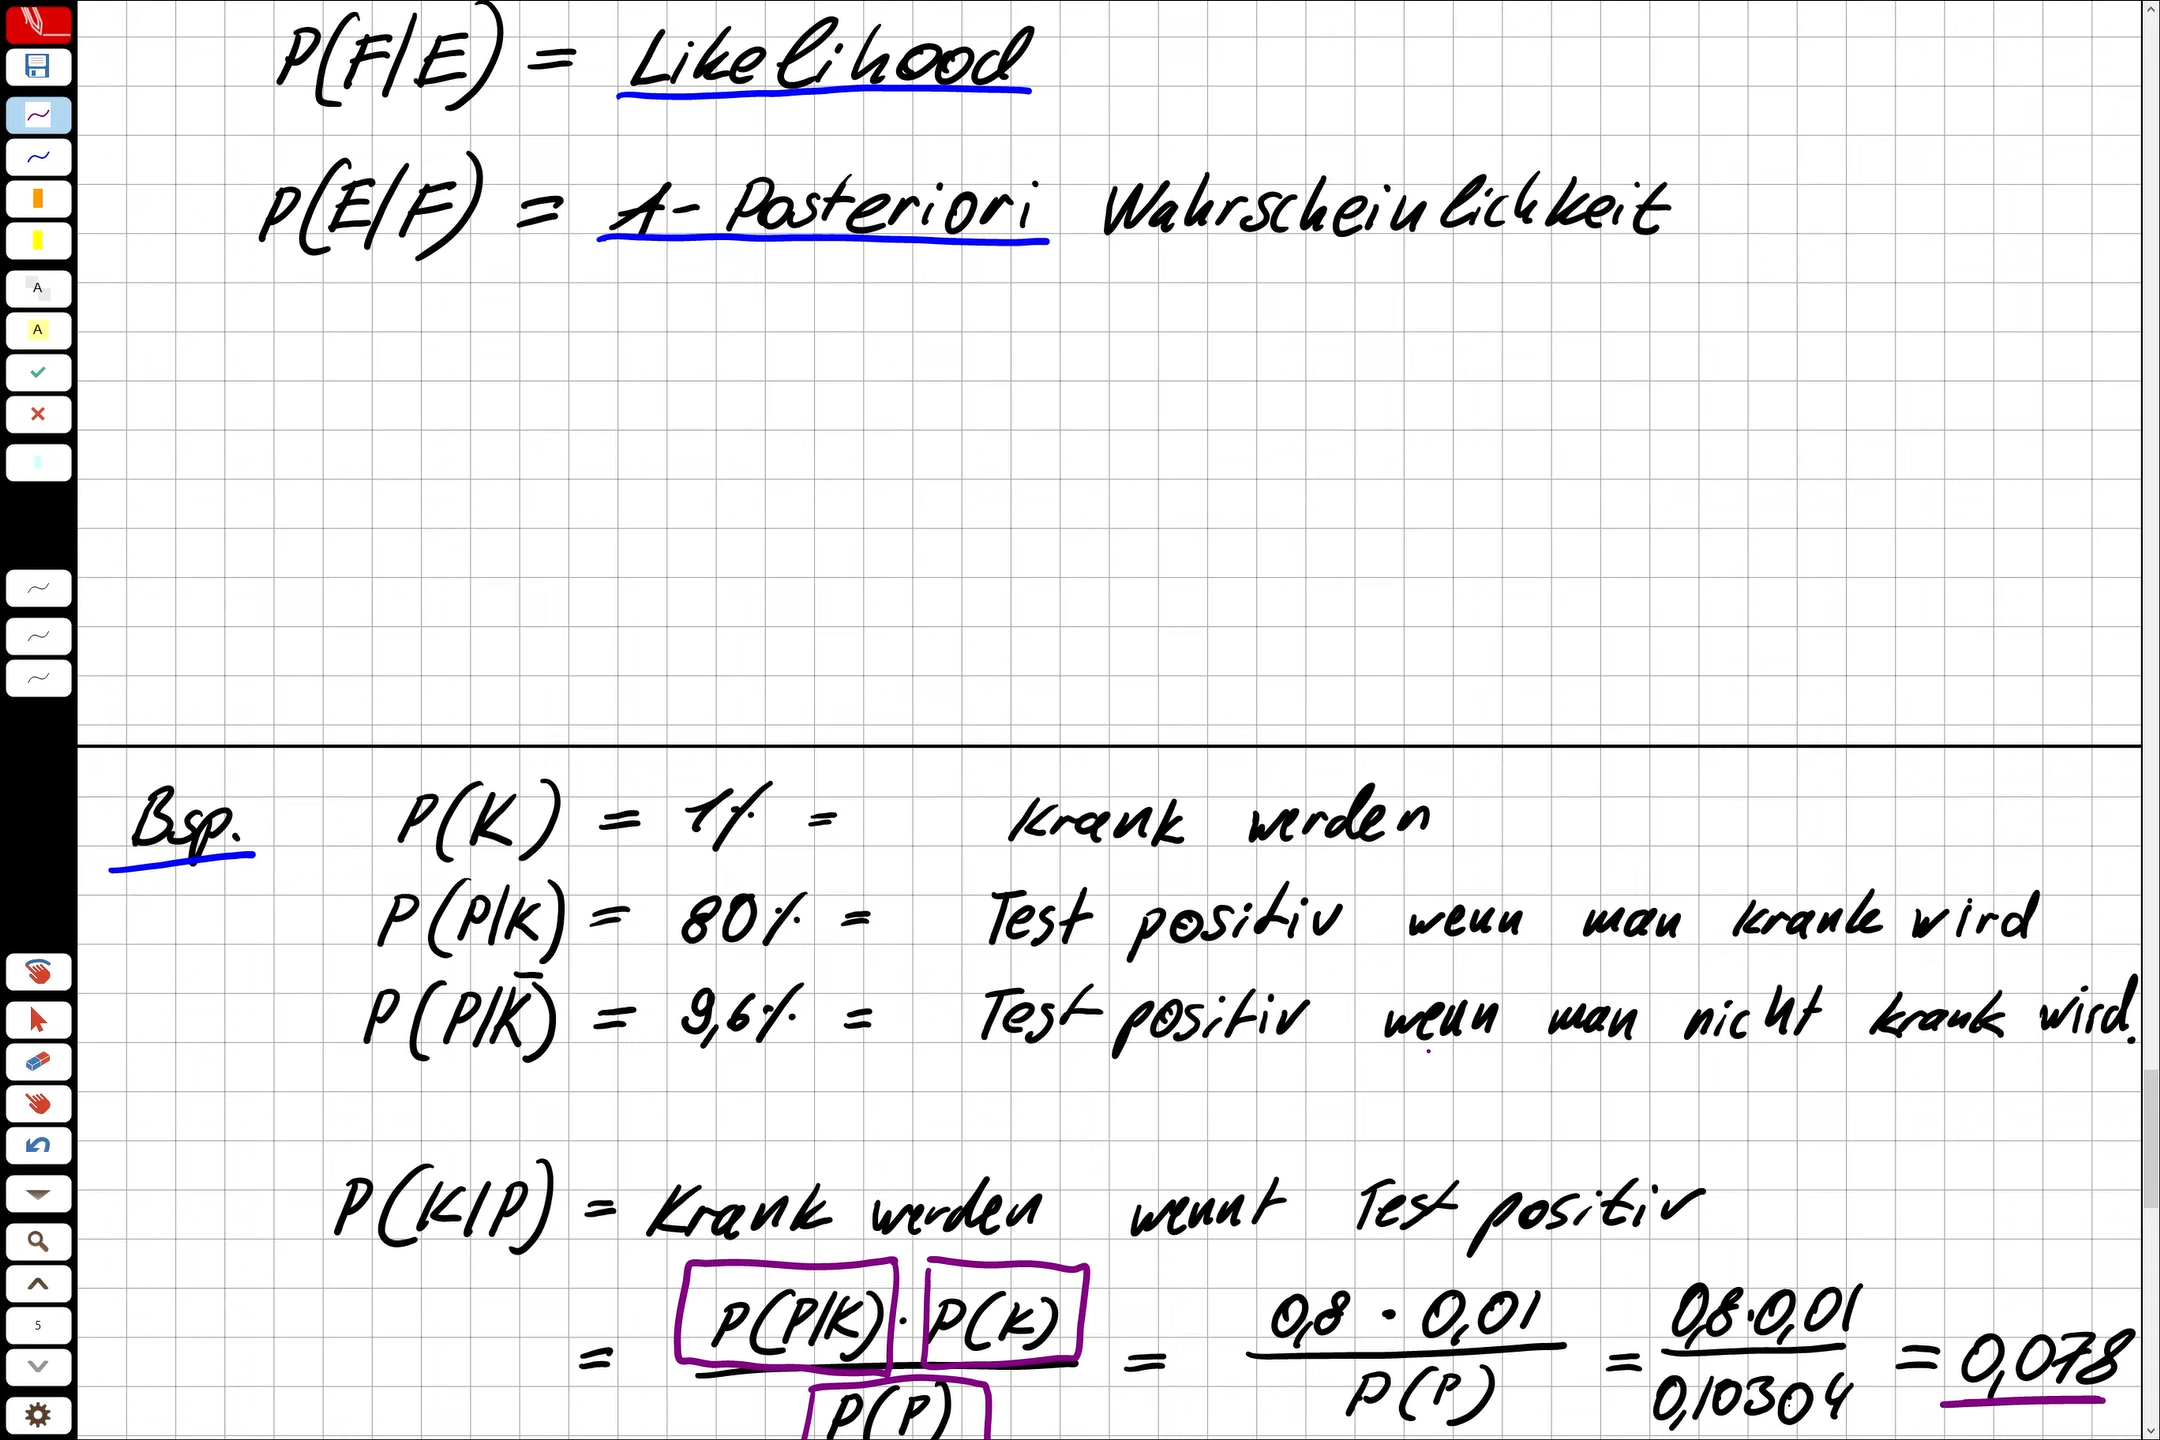 P(F/E) = Likelihood
P(E/F) = A-Posteriori Wahrscheinlichkeit
A
A
Bsp. P(K) = 1% = Krank werden
P(P/K) = 80% = Test positiv wenn man krank wird
P(P/K̄) = 9,6% = Test positiv wenn man nicht krank wird.
P(K/P) = Krank werden wennt Test positiv
= P(P/K) · P(K) / P(P) = 0,8 · 0,01 / P(P) = 0,8·0,01 / 0,10304 = 0,078
5